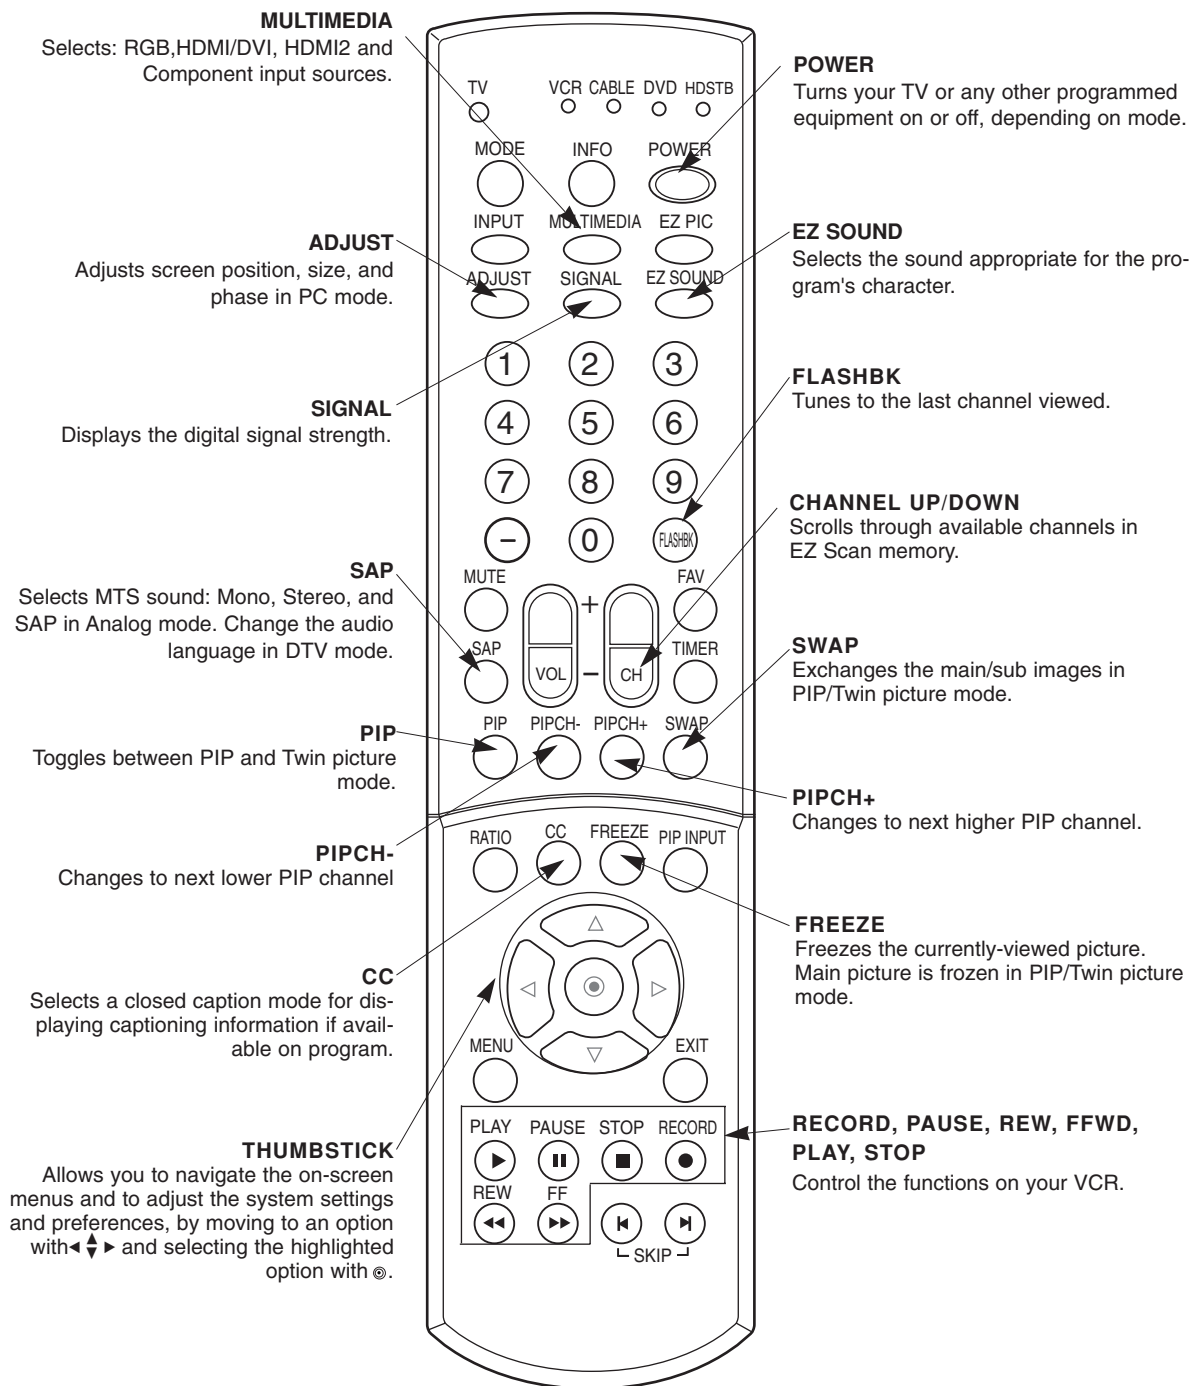 MULTIMEDIA
Selects: RGB,HDMI/DVI, HDMI2 and
Component input sources.
ADJUST
Adjusts screen position, size, and
phase in PC mode.
SIGNAL
Displays the digital signal strength.
SAP
Selects MTS sound: Mono, Stereo, and
SAP in Analog mode. Change the audio
language in DTV mode.
PIP
Toggles between PIP and Twin picture
mode.
PIPCH-
Changes to next lower PIP channel
CC
Selects a closed caption mode for dis-
playing captioning information if avail-
able on program.
THUMBSTICK
Allows you to navigate the on-screen
menus and to adjust the system settings
and preferences, by moving to an option
with◄▲▼► and selecting the highlighted
option with ◎.
TV VCR CABLE DVD HDSTB
MODE INFO POWER
INPUT MULTIMEDIA EZ PIC
ADJUST SIGNAL EZ SOUND
1 2 3
4 5 6
7 8 9
− 0 FLASHBK
MUTE + FAV
SAP VOL − CH TIMER
PIP PIPCH- PIPCH+ SWAP
RATIO CC FREEZE PIP INPUT
MENU EXIT
PLAY PAUSE STOP RECORD
REW FF
SKIP
POWER
Turns your TV or any other programmed
equipment on or off, depending on mode.
EZ SOUND
Selects the sound appropriate for the pro-
gram's character.
FLASHBK
Tunes to the last channel viewed.
CHANNEL UP/DOWN
Scrolls through available channels in
EZ Scan memory.
SWAP
Exchanges the main/sub images in
PIP/Twin picture mode.
PIPCH+
Changes to next higher PIP channel.
FREEZE
Freezes the currently-viewed picture.
Main picture is frozen in PIP/Twin picture
mode.
RECORD, PAUSE, REW, FFWD,
PLAY, STOP
Control the functions on your VCR.